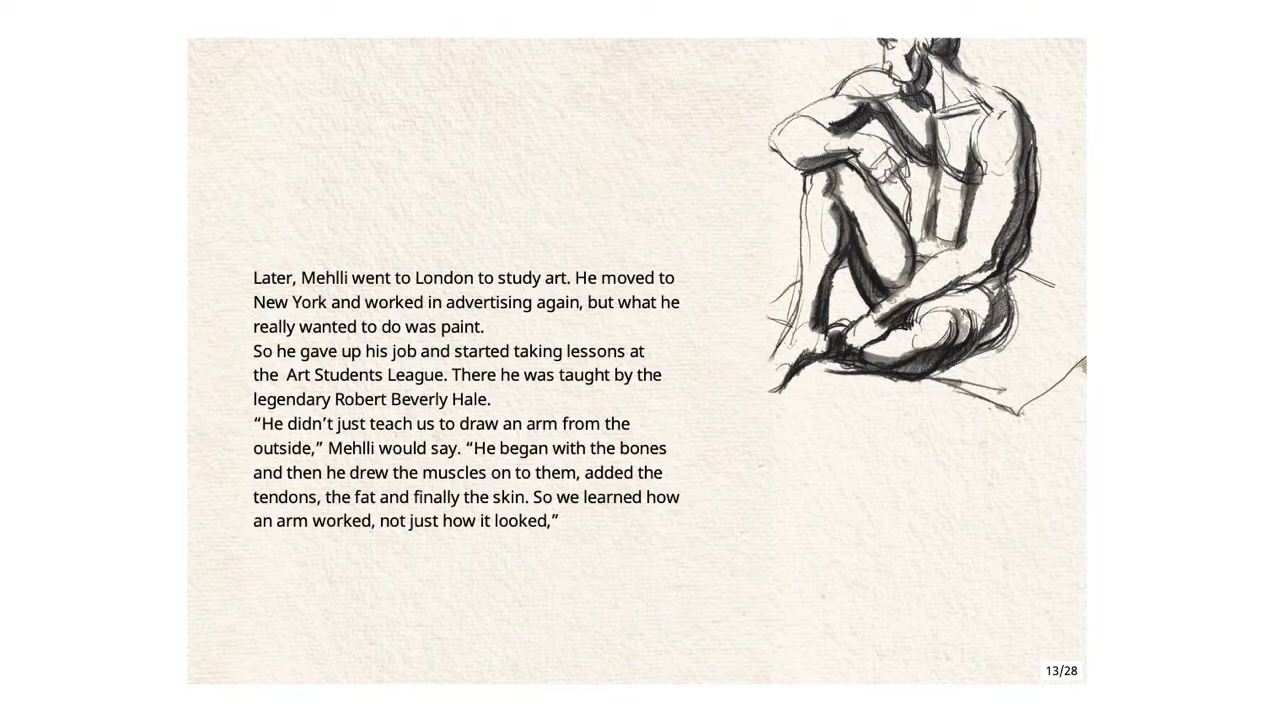 Later, Mehlli went to London to study art. He moved to
New York and worked in advertising again, but what he
really wanted to do was paint.
So he gave up his job and started taking lessons at
the  Art Students League. There he was taught by the
legendary Robert Beverly Hale.
“He didn’t just teach us to draw an arm from the
outside,” Mehlli would say. “He began with the bones
and then he drew the muscles on to them, added the
tendons, the fat and finally the skin. So we learned how
an arm worked, not just how it looked,”
13/28